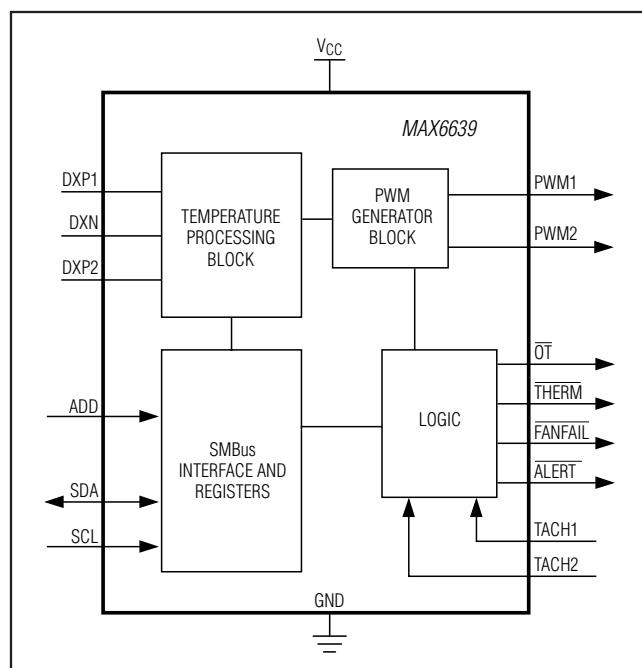 VCC
MAX6639
DXP1
DXN
DXP2
TEMPERATURE
PROCESSING
BLOCK
PWM
GENERATOR
BLOCK
PWM1
PWM2
ADD
SDA
SCL
SMBus
INTERFACE AND
REGISTERS
LOGIC
OT
THERM
FANFAIL
ALERT
TACH1
TACH2
GND